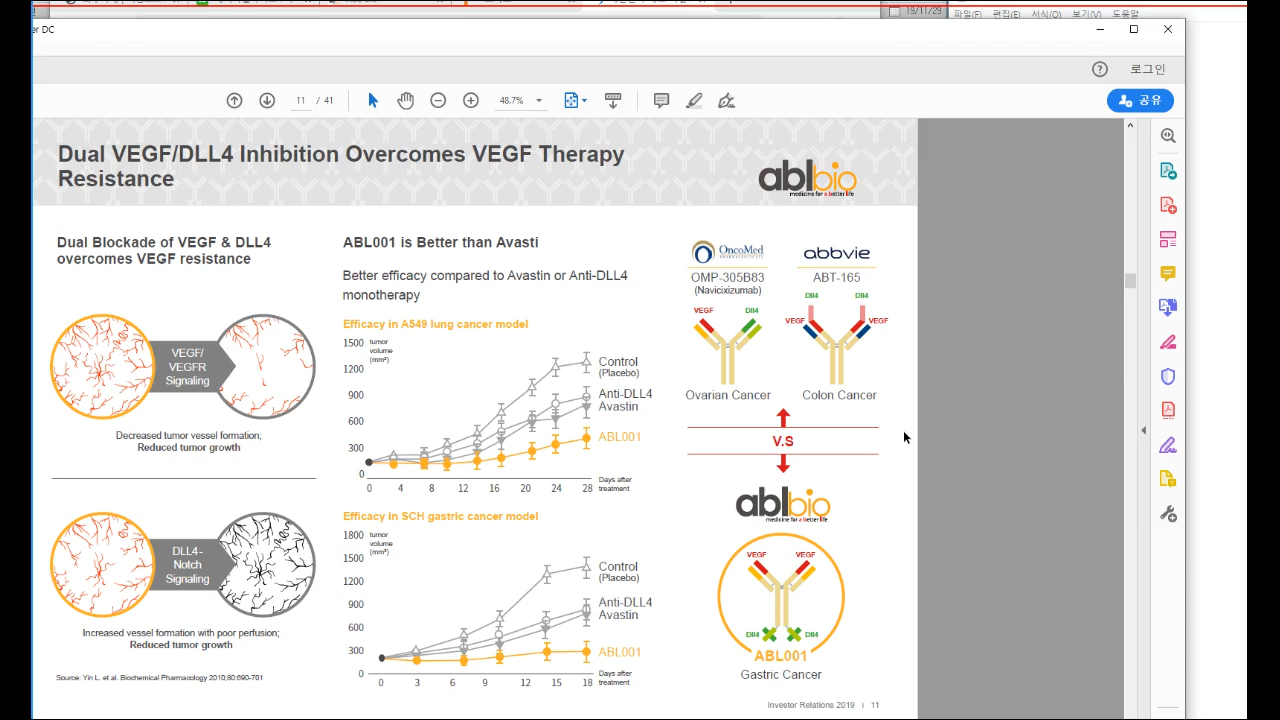 19/11/29
파일(F) 편집(E) 서식(O) 보기(V) 도움말
er DC
로그인
11 / 41
48.7%
공유
Dual VEGF/DLL4 Inhibition Overcomes VEGF Therapy
Resistance
ablbio
medicine for a better life
Dual Blockade of VEGF & DLL4
overcomes VEGF resistance
VEGF/
VEGFR
Signaling
Decreased tumor vessel formation;
Reduced tumor growth
DLL4-
Notch
Signaling
Increased vessel formation with poor perfusion;
Reduced tumor growth
Source: Yin L. et al. Biochemical Pharmacology 2010;80:690-701
ABL001 is Better than Avasti
Better efficacy compared to Avastin or Anti-DLL4
monotherapy
Efficacy in A549 lung cancer model
1500
1200
900
600
300
0
tumor
volume
(mm³)
Control
(Placebo)
Anti-DLL4
Avastin
ABL001
0 4 8 12 16 20 24 28
Days after
treatment
Efficacy in SCH gastric cancer model
1800
1500
1200
900
600
300
0
tumor
volume
(mm³)
Control
(Placebo)
Anti-DLL4
Avastin
ABL001
0 3 6 9 12 15 18
Days after
treatment
OncoMed
PHARMACEUTICALS
OMP-305B83
(Navicixizumab)
VEGF Dll4
Ovarian Cancer
abbvie
ABT-165
Dll4 Dll4
VEGF VEGF
Colon Cancer
V.S
ablbio
medicine for a better life
VEGF VEGF
Dll4 Dll4
ABL001
Gastric Cancer
Investor Relations 2019 I 11